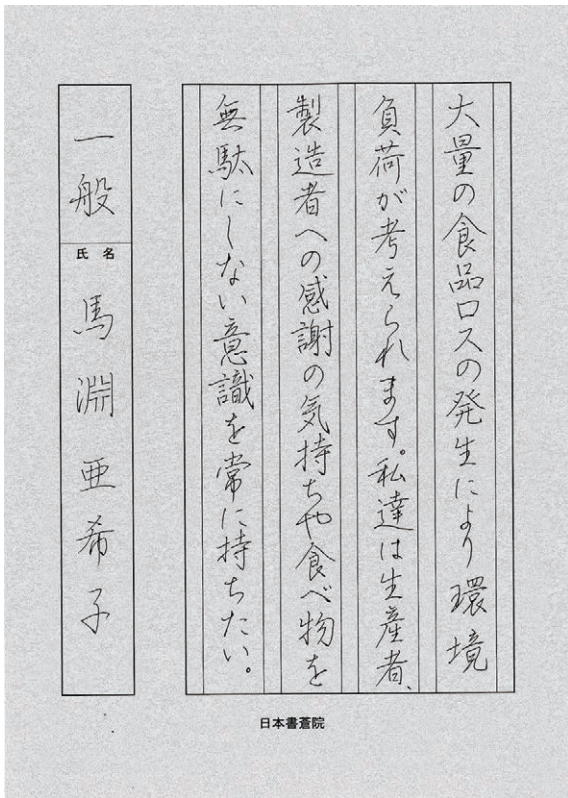 大量の食品ロスの発生により環境
負荷が考えられます。私達は生産者、
製造者への感謝の気持ちや食べ物を
無駄にしない意識を常に持ちたい。
一般
氏名
馬淵亜希子
日本書蒼院